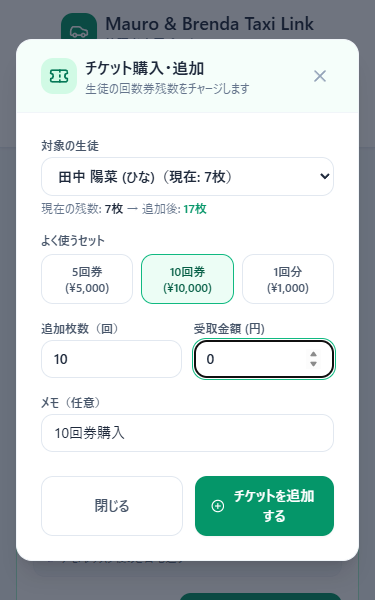 Mauro & Brenda Taxi Link
チケット購入・追加
生徒の回数券残数をチャージします
対象の生徒
田中 陽菜 (ひな)（現在: 7枚）
現在の残数: 7枚 → 追加後: 17枚
よく使うセット
5回券
(¥5,000)
10回券
(¥10,000)
1回分
(¥1,000)
追加枚数（回）
受取金額 (円)
10
0
メモ（任意）
10回券購入
閉じる
チケットを追加
する